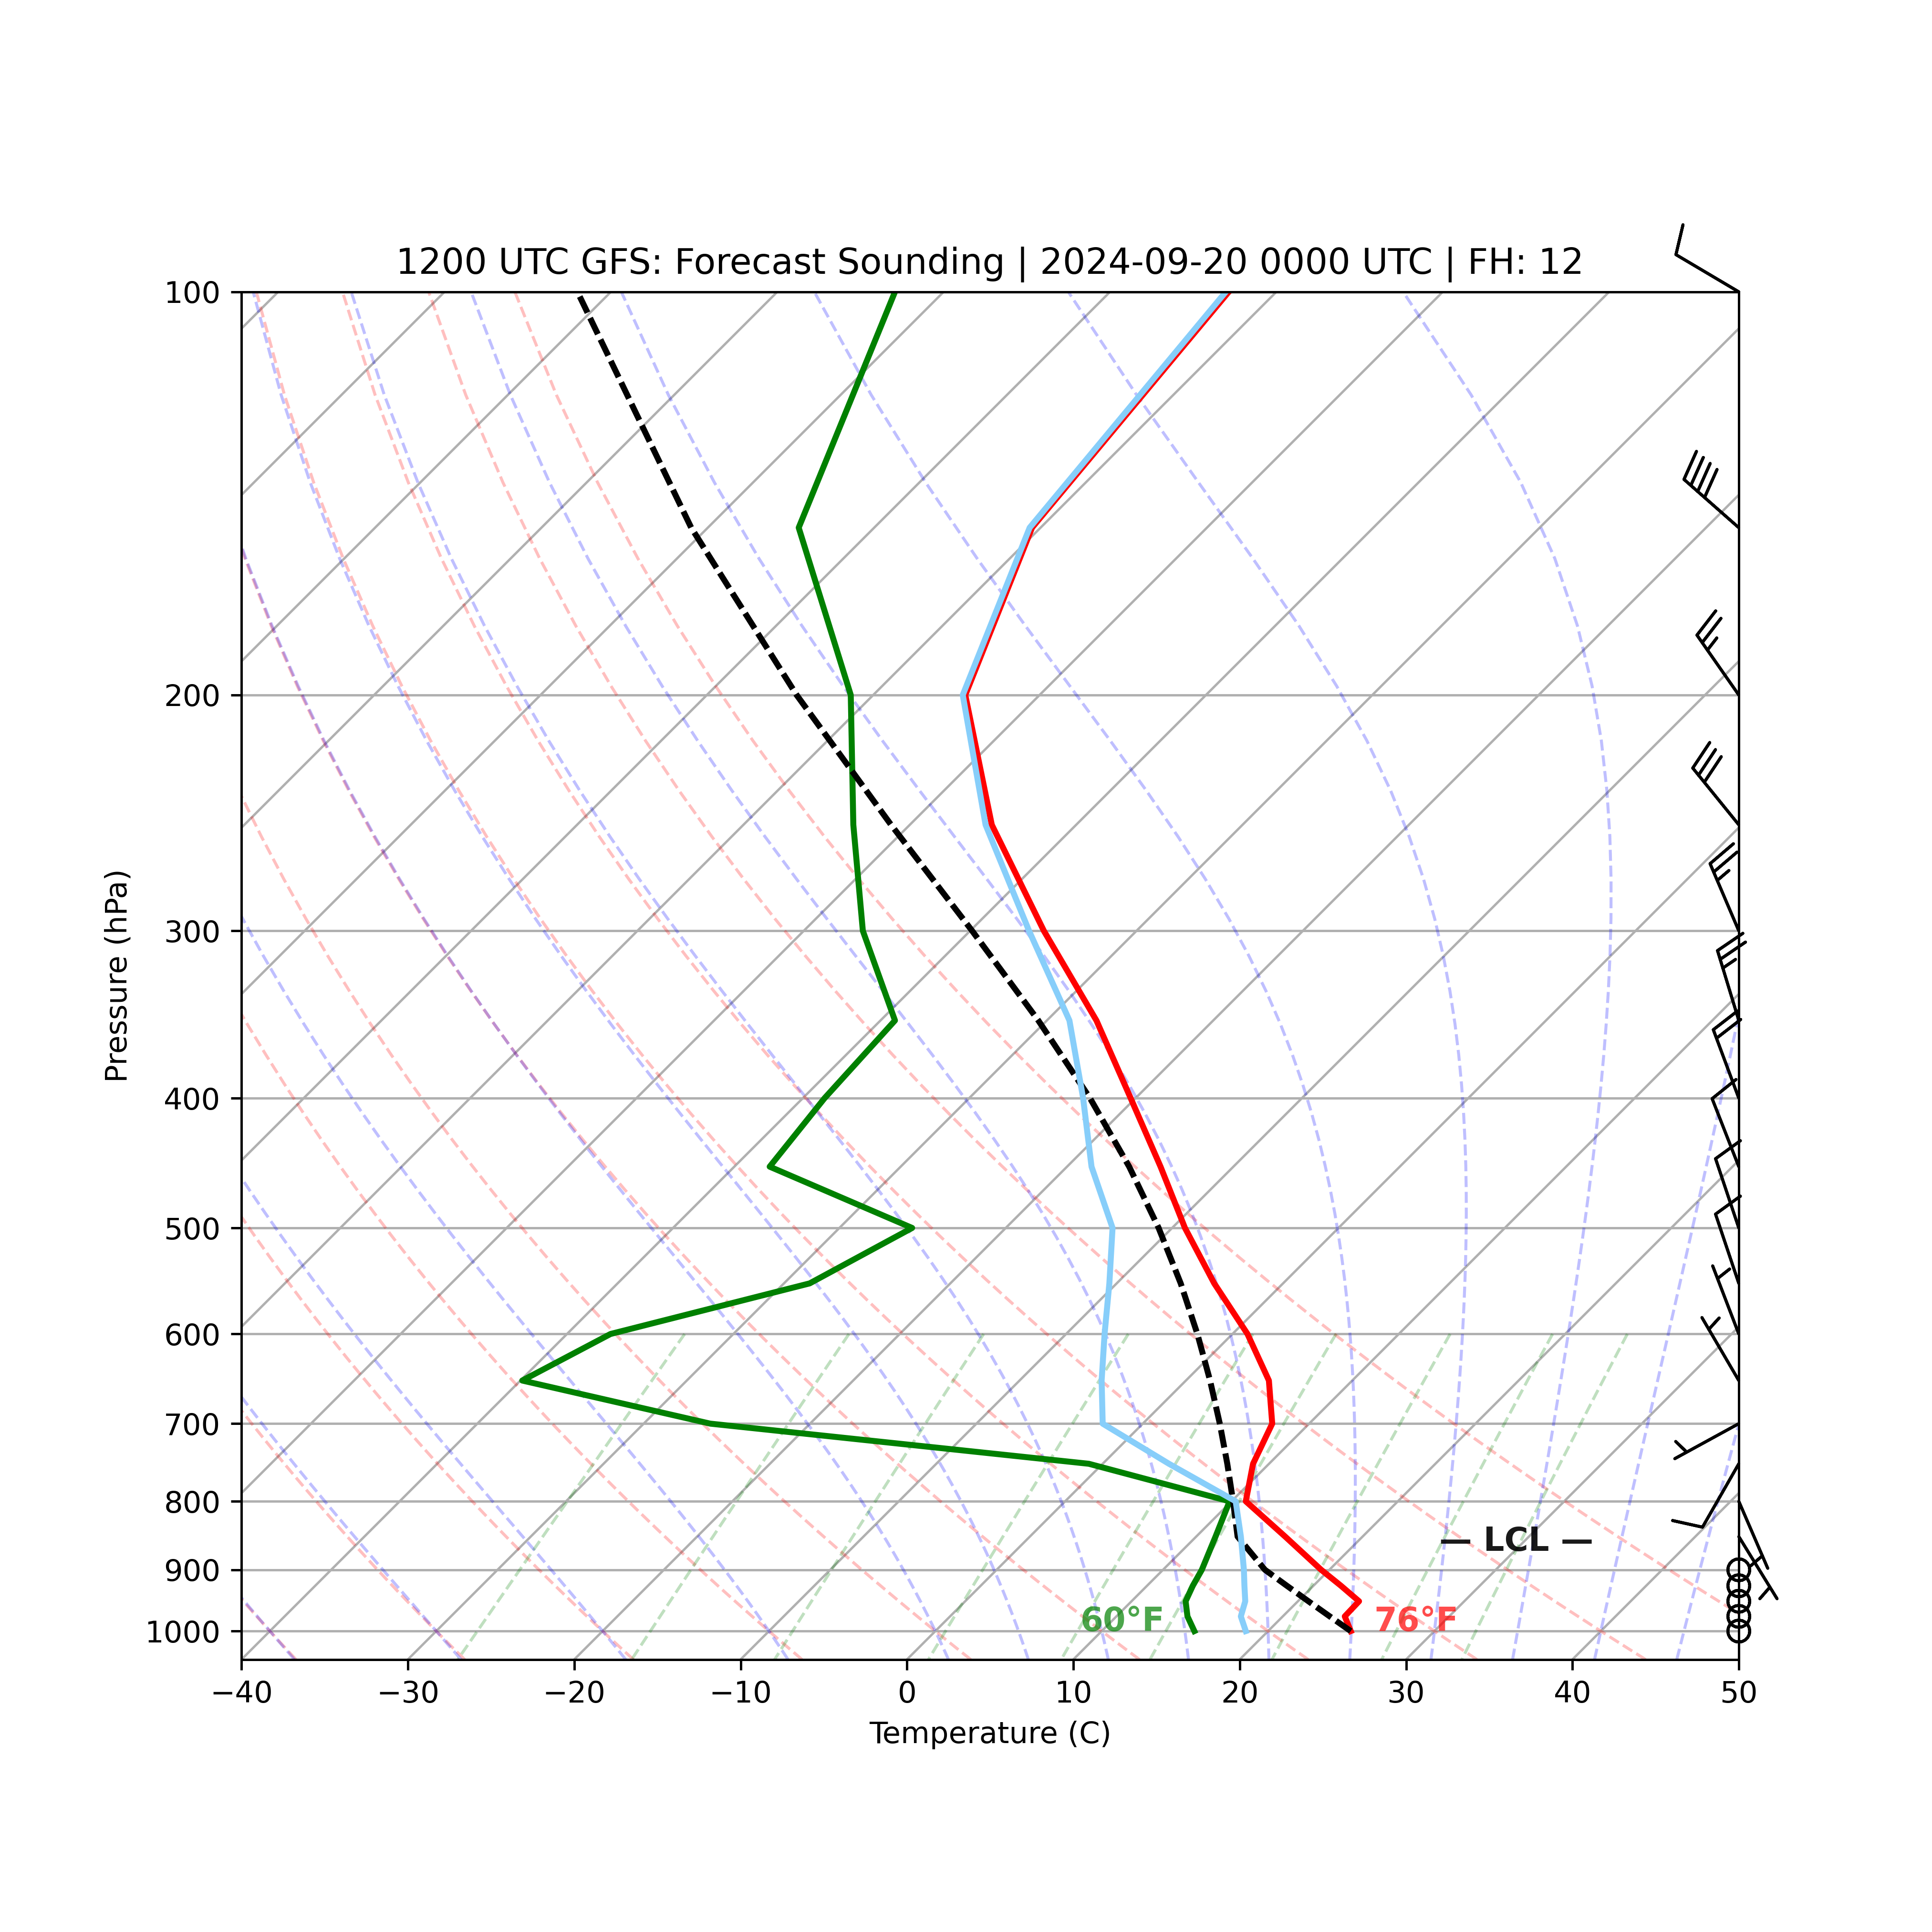 1200 UTC GFS: Forecast Sounding | 2024-09-20 0000 UTC | FH: 12
100
200
300
400
500
600
700
800
900
1000
Pressure (hPa)
— LCL —
60°F
76°F
−40 −30 −20 −10 0 10 20 30 40 50
Temperature (C)